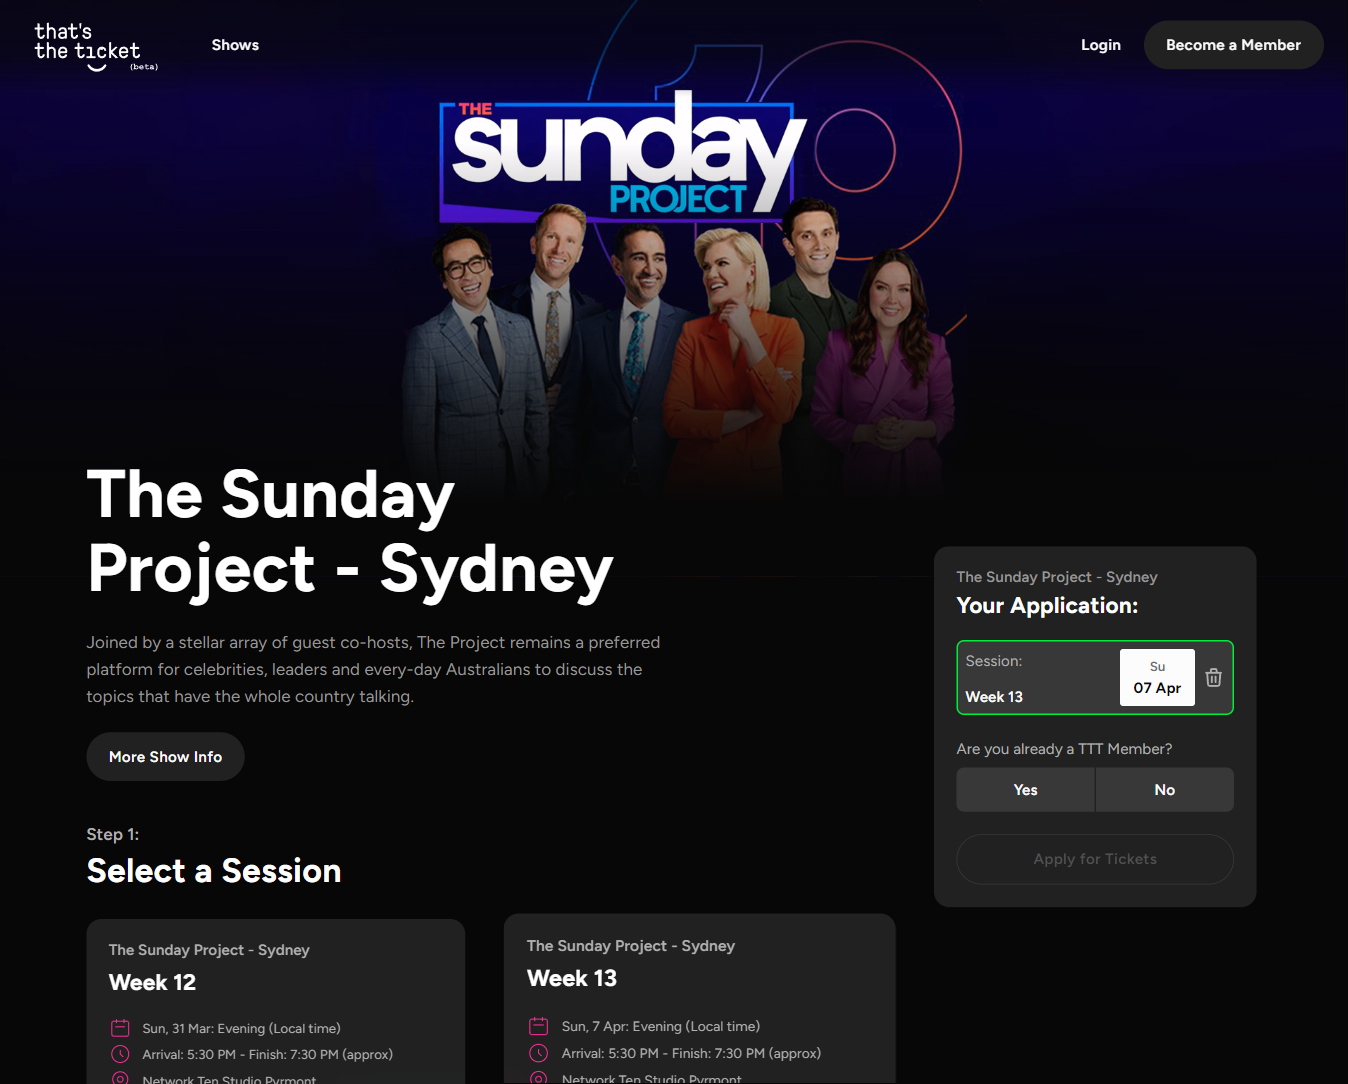 that's
the ticket
(beta)
Shows
Login
Become a Member
THE
sunday
PROJECT
10
The Sunday
Project - Sydney
Joined by a stellar array of guest co-hosts, The Project remains a preferred
platform for celebrities, leaders and every-day Australians to discuss the
topics that have the whole country talking.
More Show Info
The Sunday Project - Sydney
Your Application:
Session:
Week 13
Su
07 Apr
Are you already a TTT Member?
Yes
No
Apply for Tickets
Step 1:
Select a Session
The Sunday Project - Sydney
Week 12
Sun, 31 Mar: Evening (Local time)
Arrival: 5:30 PM - Finish: 7:30 PM (approx)
Network Ten Studio Pyrmont
The Sunday Project - Sydney
Week 13
Sun, 7 Apr: Evening (Local time)
Arrival: 5:30 PM - Finish: 7:30 PM (approx)
Network Ten Studio Pyrmont